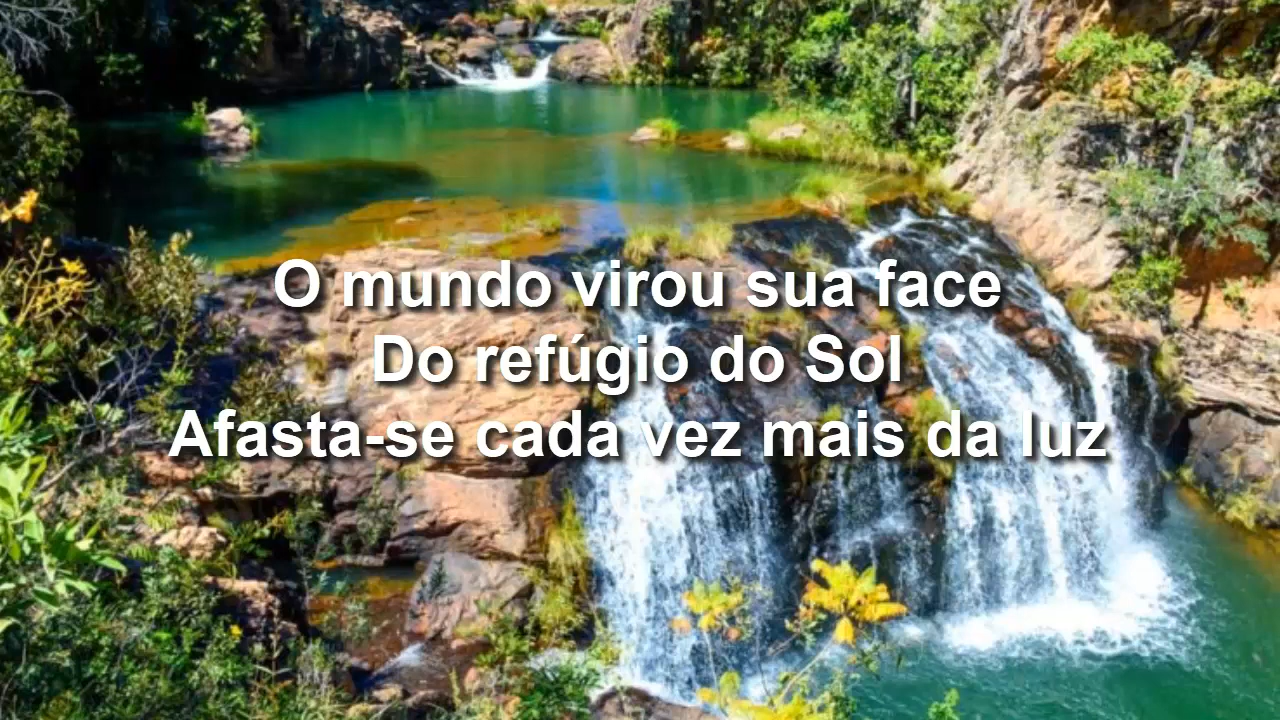 O mundo virou sua face
Do refúgio do Sol
Afasta-se cada vez mais da luz